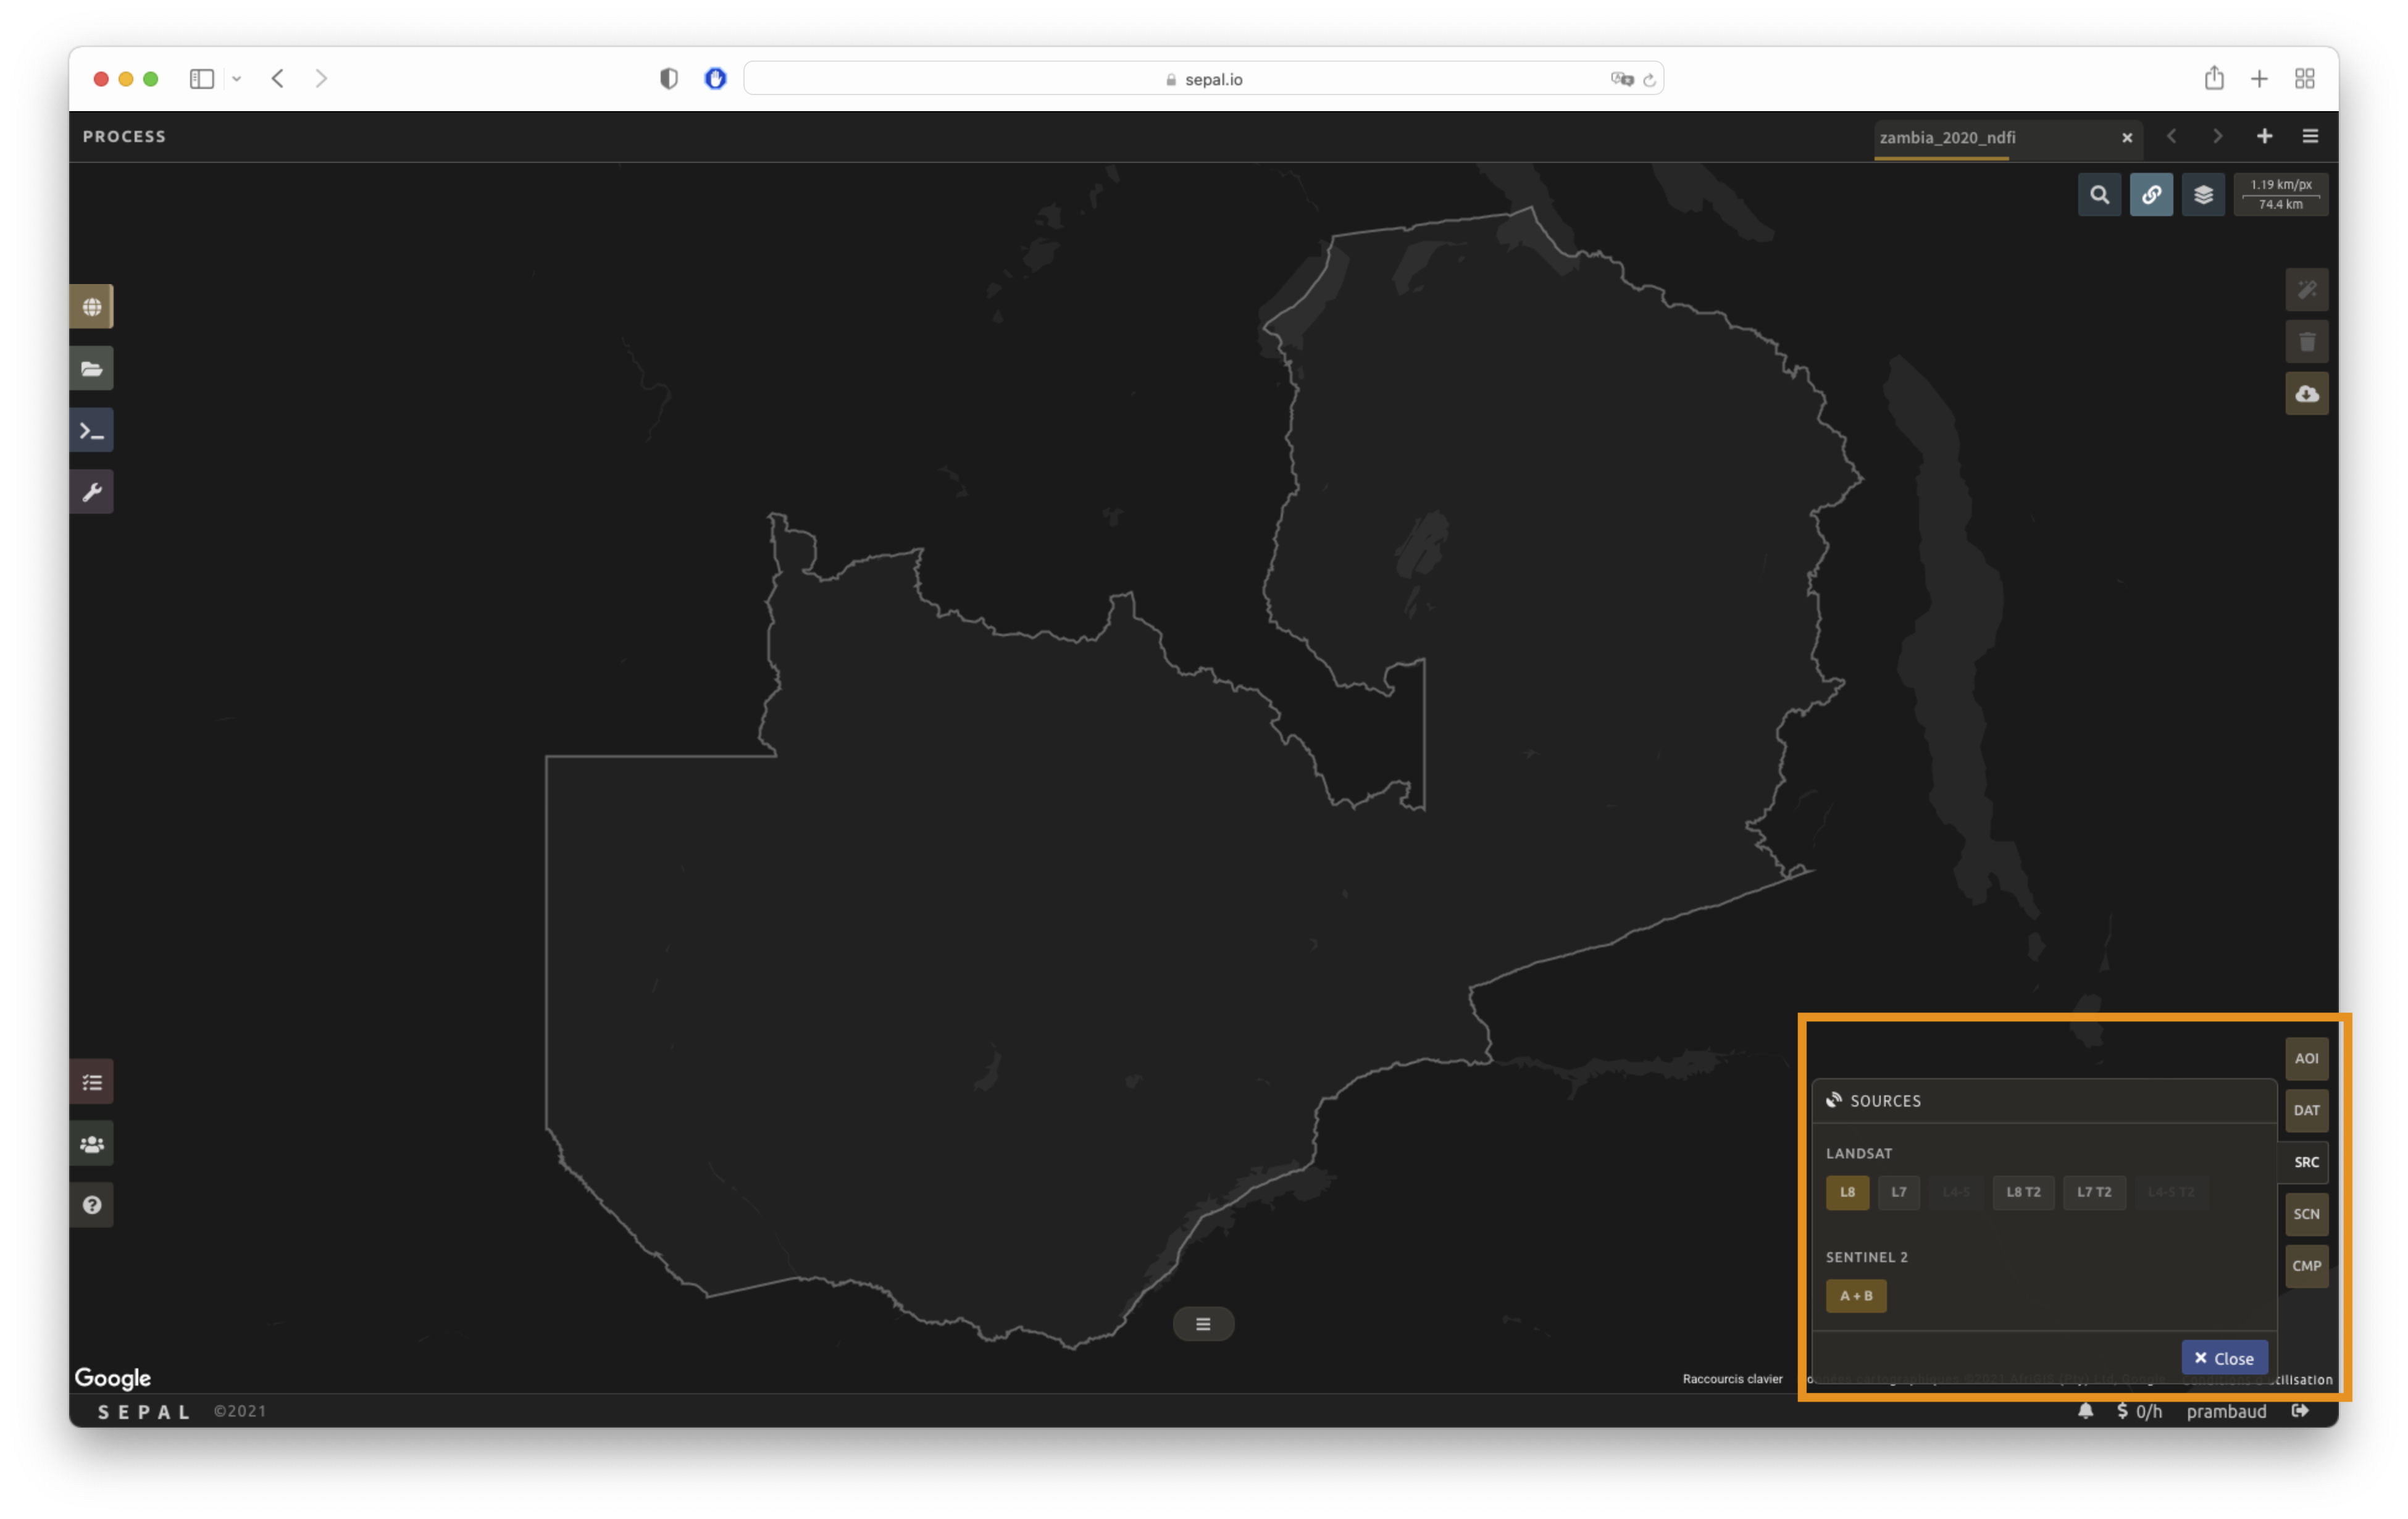 sepal.io
PROCESS
zambia_2020_ndfi
1.19 km/px
74.4 km
AOI
DAT
SRC
SCN
CMP
SOURCES
LANDSAT
L8 L7 L4-5 L8 T2 L7 T2 L4-5 T2
SENTINEL 2
A + B
Close
Google
Raccourcis clavier
SEPAL ©2021
$ 0/h prambaud